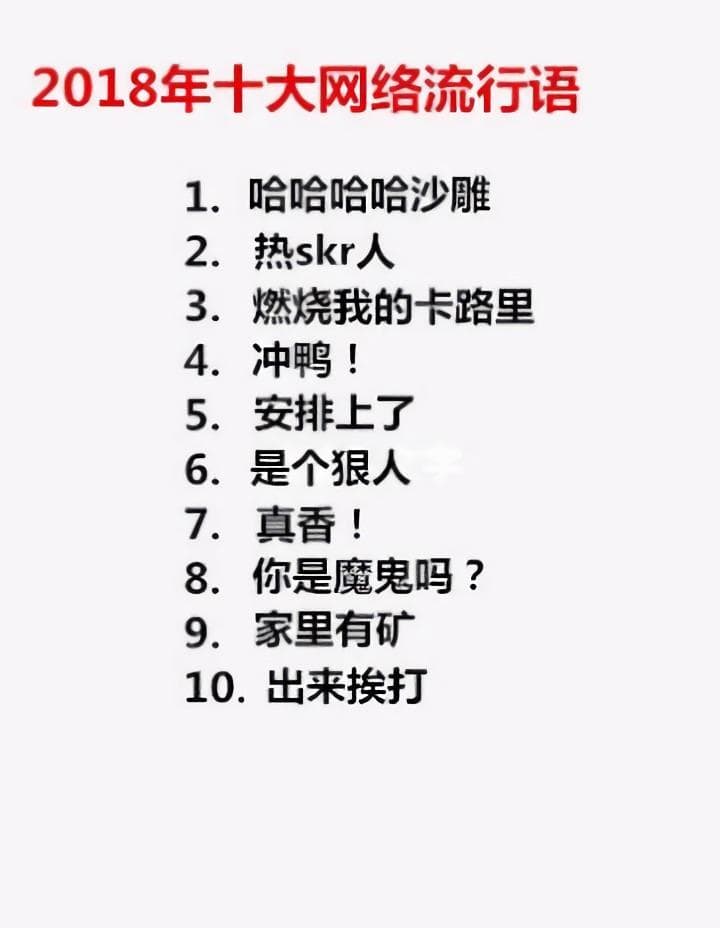 2018年十大网络流行语
1. 哈哈哈哈沙雕
2. 热skr人
3. 燃烧我的卡路里
4. 冲鸭！
5. 安排上了
6. 是个狠人
7. 真香！
8. 你是魔鬼吗？
9. 家里有矿
10. 出来挨打